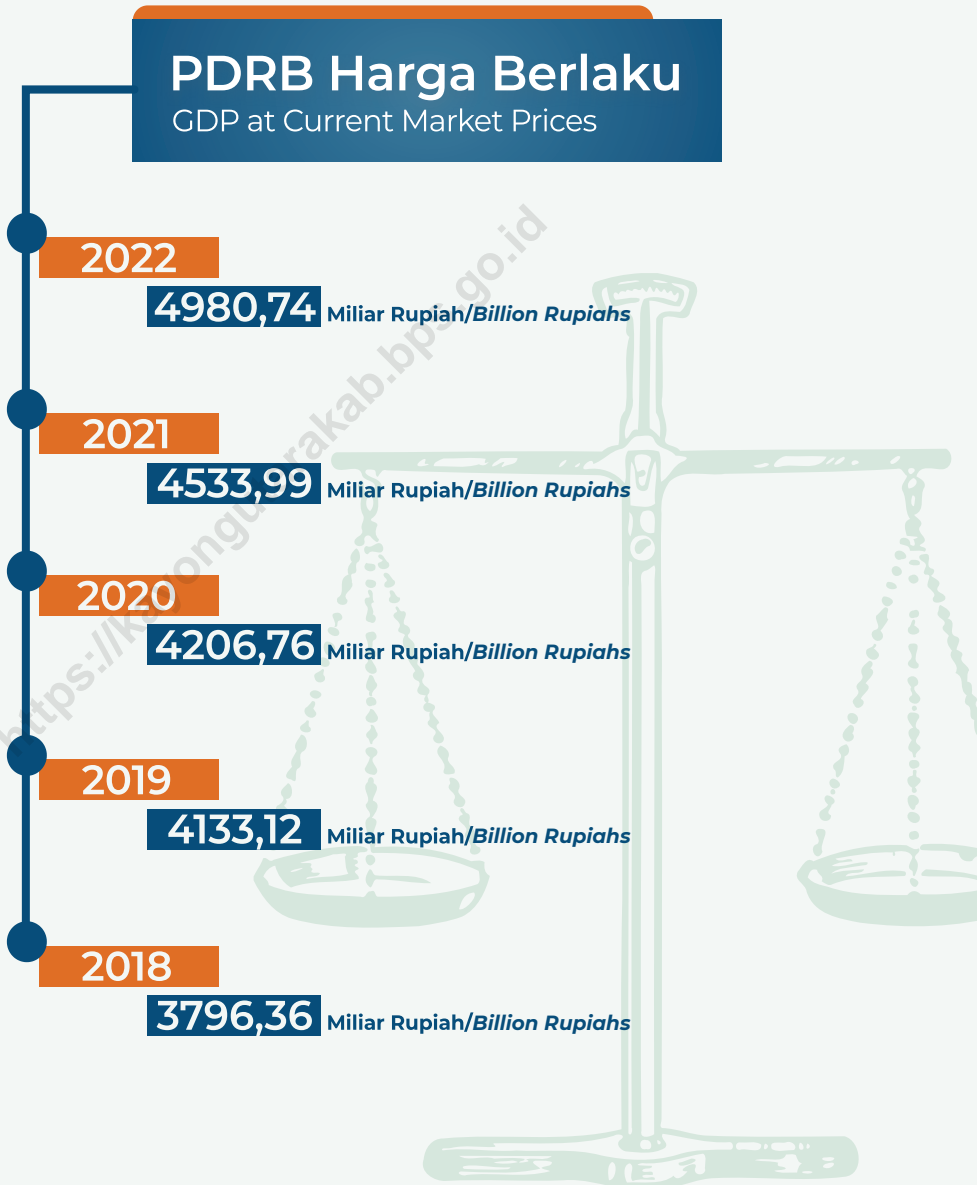 PDRB Harga Berlaku
GDP at Current Market Prices
2022
4980,74 Miliar Rupiah/Billion Rupiahs
2021
4533,99 Miliar Rupiah/Billion Rupiahs
2020
4206,76 Miliar Rupiah/Billion Rupiahs
2019
4133,12 Miliar Rupiah/Billion Rupiahs
2018
3796,36 Miliar Rupiah/Billion Rupiahs